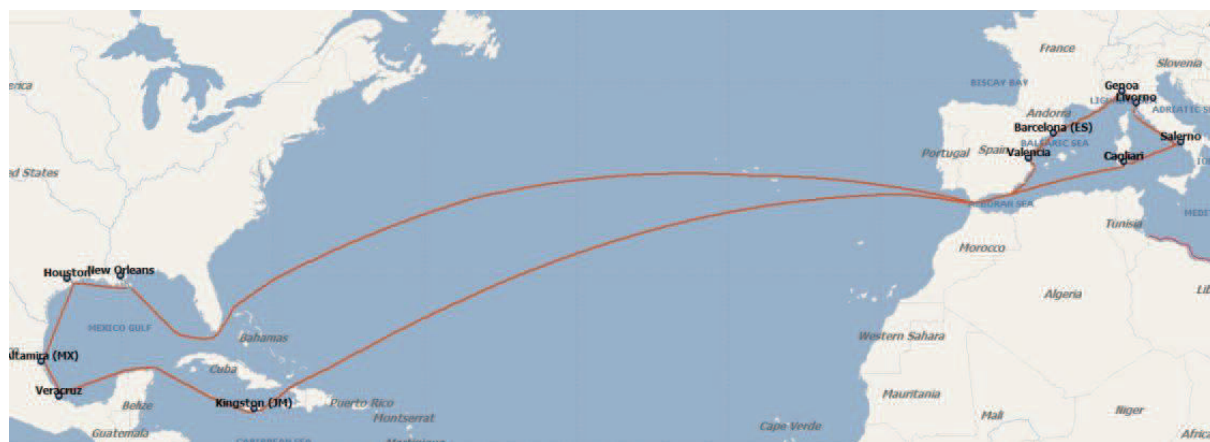 France
Slovenia
BISCAY BAY
Genoa
Livorno
ADRIATIC
Andorra
Barcelona (ES)
BALEARIC SEA
Salerno
Portugal
Spain
Valencia
Cagliari
ALBORAN SEA
Tunisia
Morocco
Algeria
d States
Houston
New Orleans
MEXICO GULF
Bahamas
Western Sahara
Altamira (MX)
Cuba
Veracruz
Kingston (JM)
Puerto Rico
Belize
Montserrat
Mauritania
Guatemala
Cape Verde
Mali
Niger